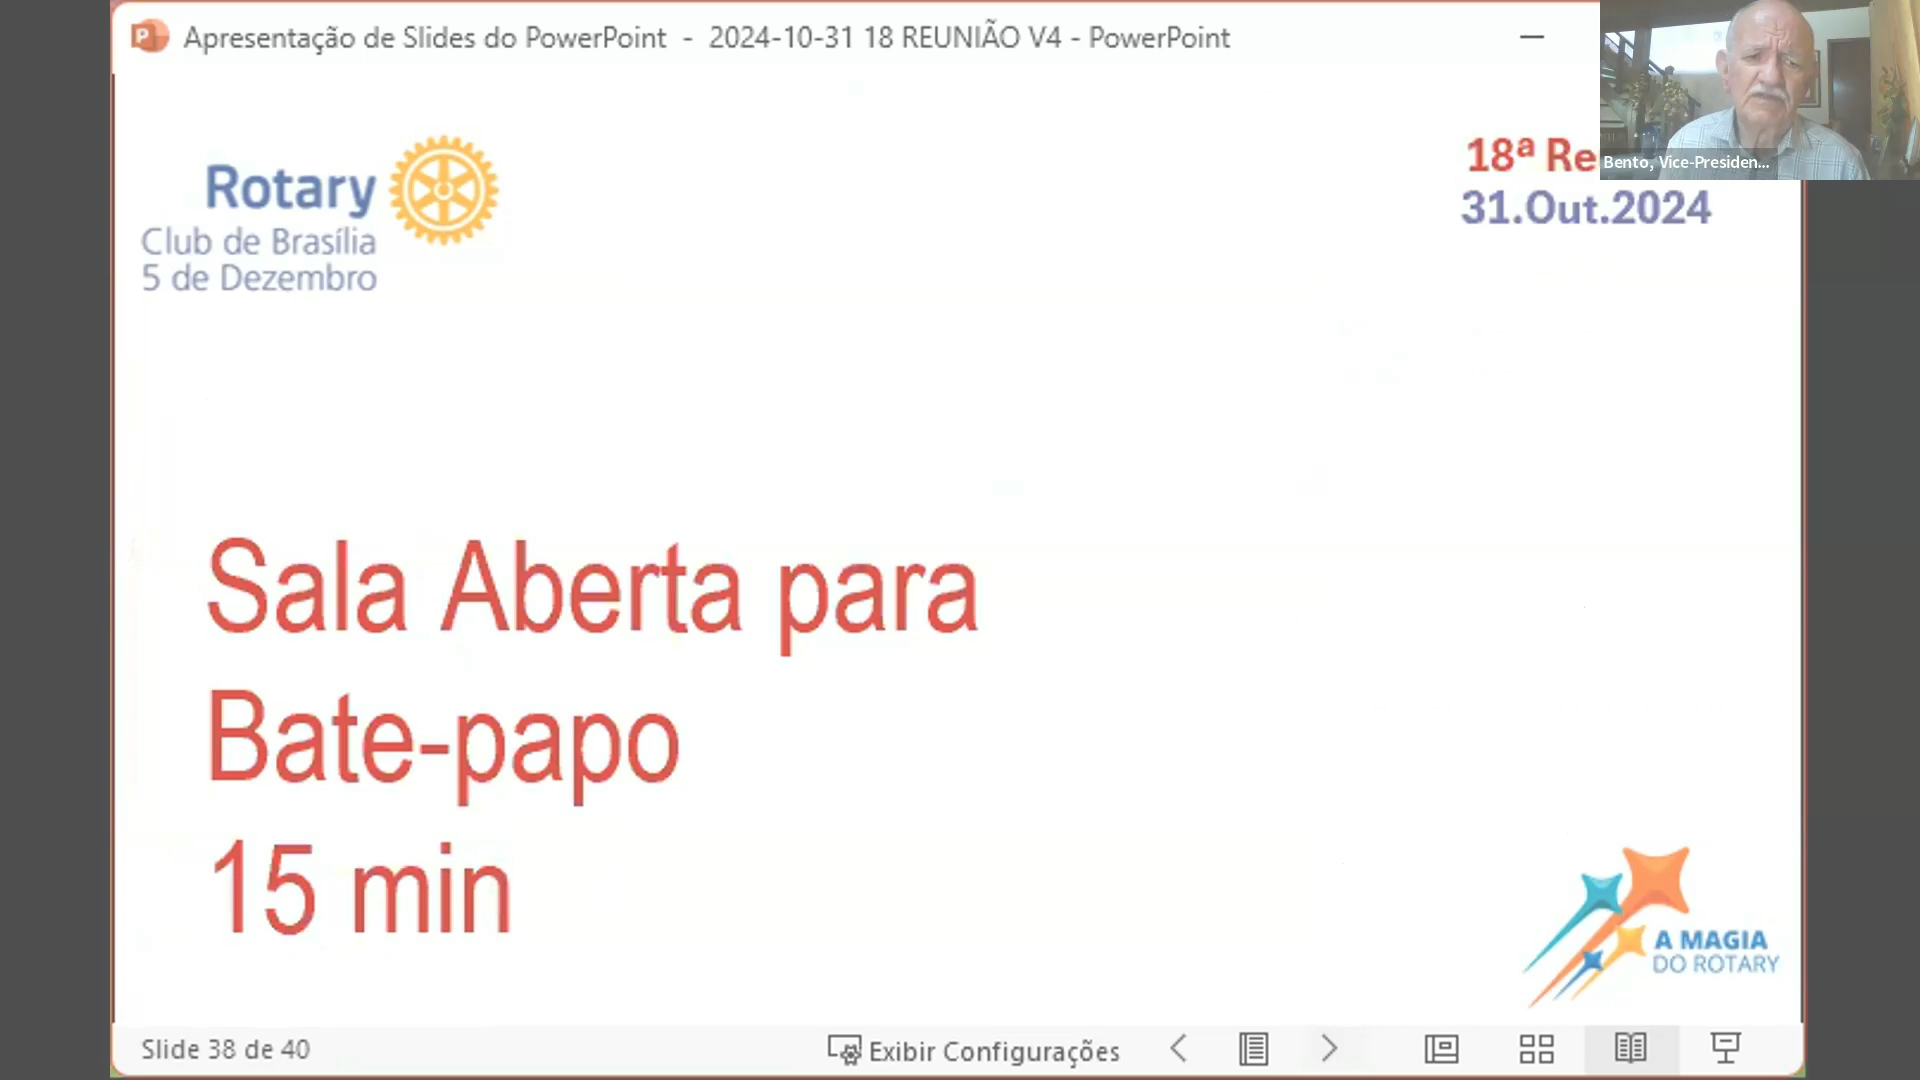 Apresentação de Slides do PowerPoint - 2024-10-31 18 REUNIÃO V4 - PowerPoint
Rotary
Club de Brasília
5 de Dezembro
18ª Re
31.Out.2024
Bento, Vice-Presiden...
Sala Aberta para
Bate-papo
15 min
A MAGIA
DO ROTARY
Slide 38 de 40
Exibir Configurações